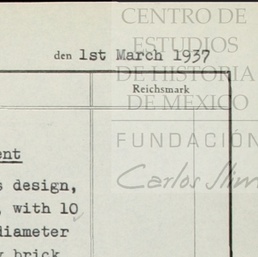 CENTRO DE
ESTUDIOS
den 1st March 1937
DE HISTORIA
Reichsmark
DE MEXICO
FUNDACIÓN
Carlos Slim
ent
s design,
, with 10
diameter
brick